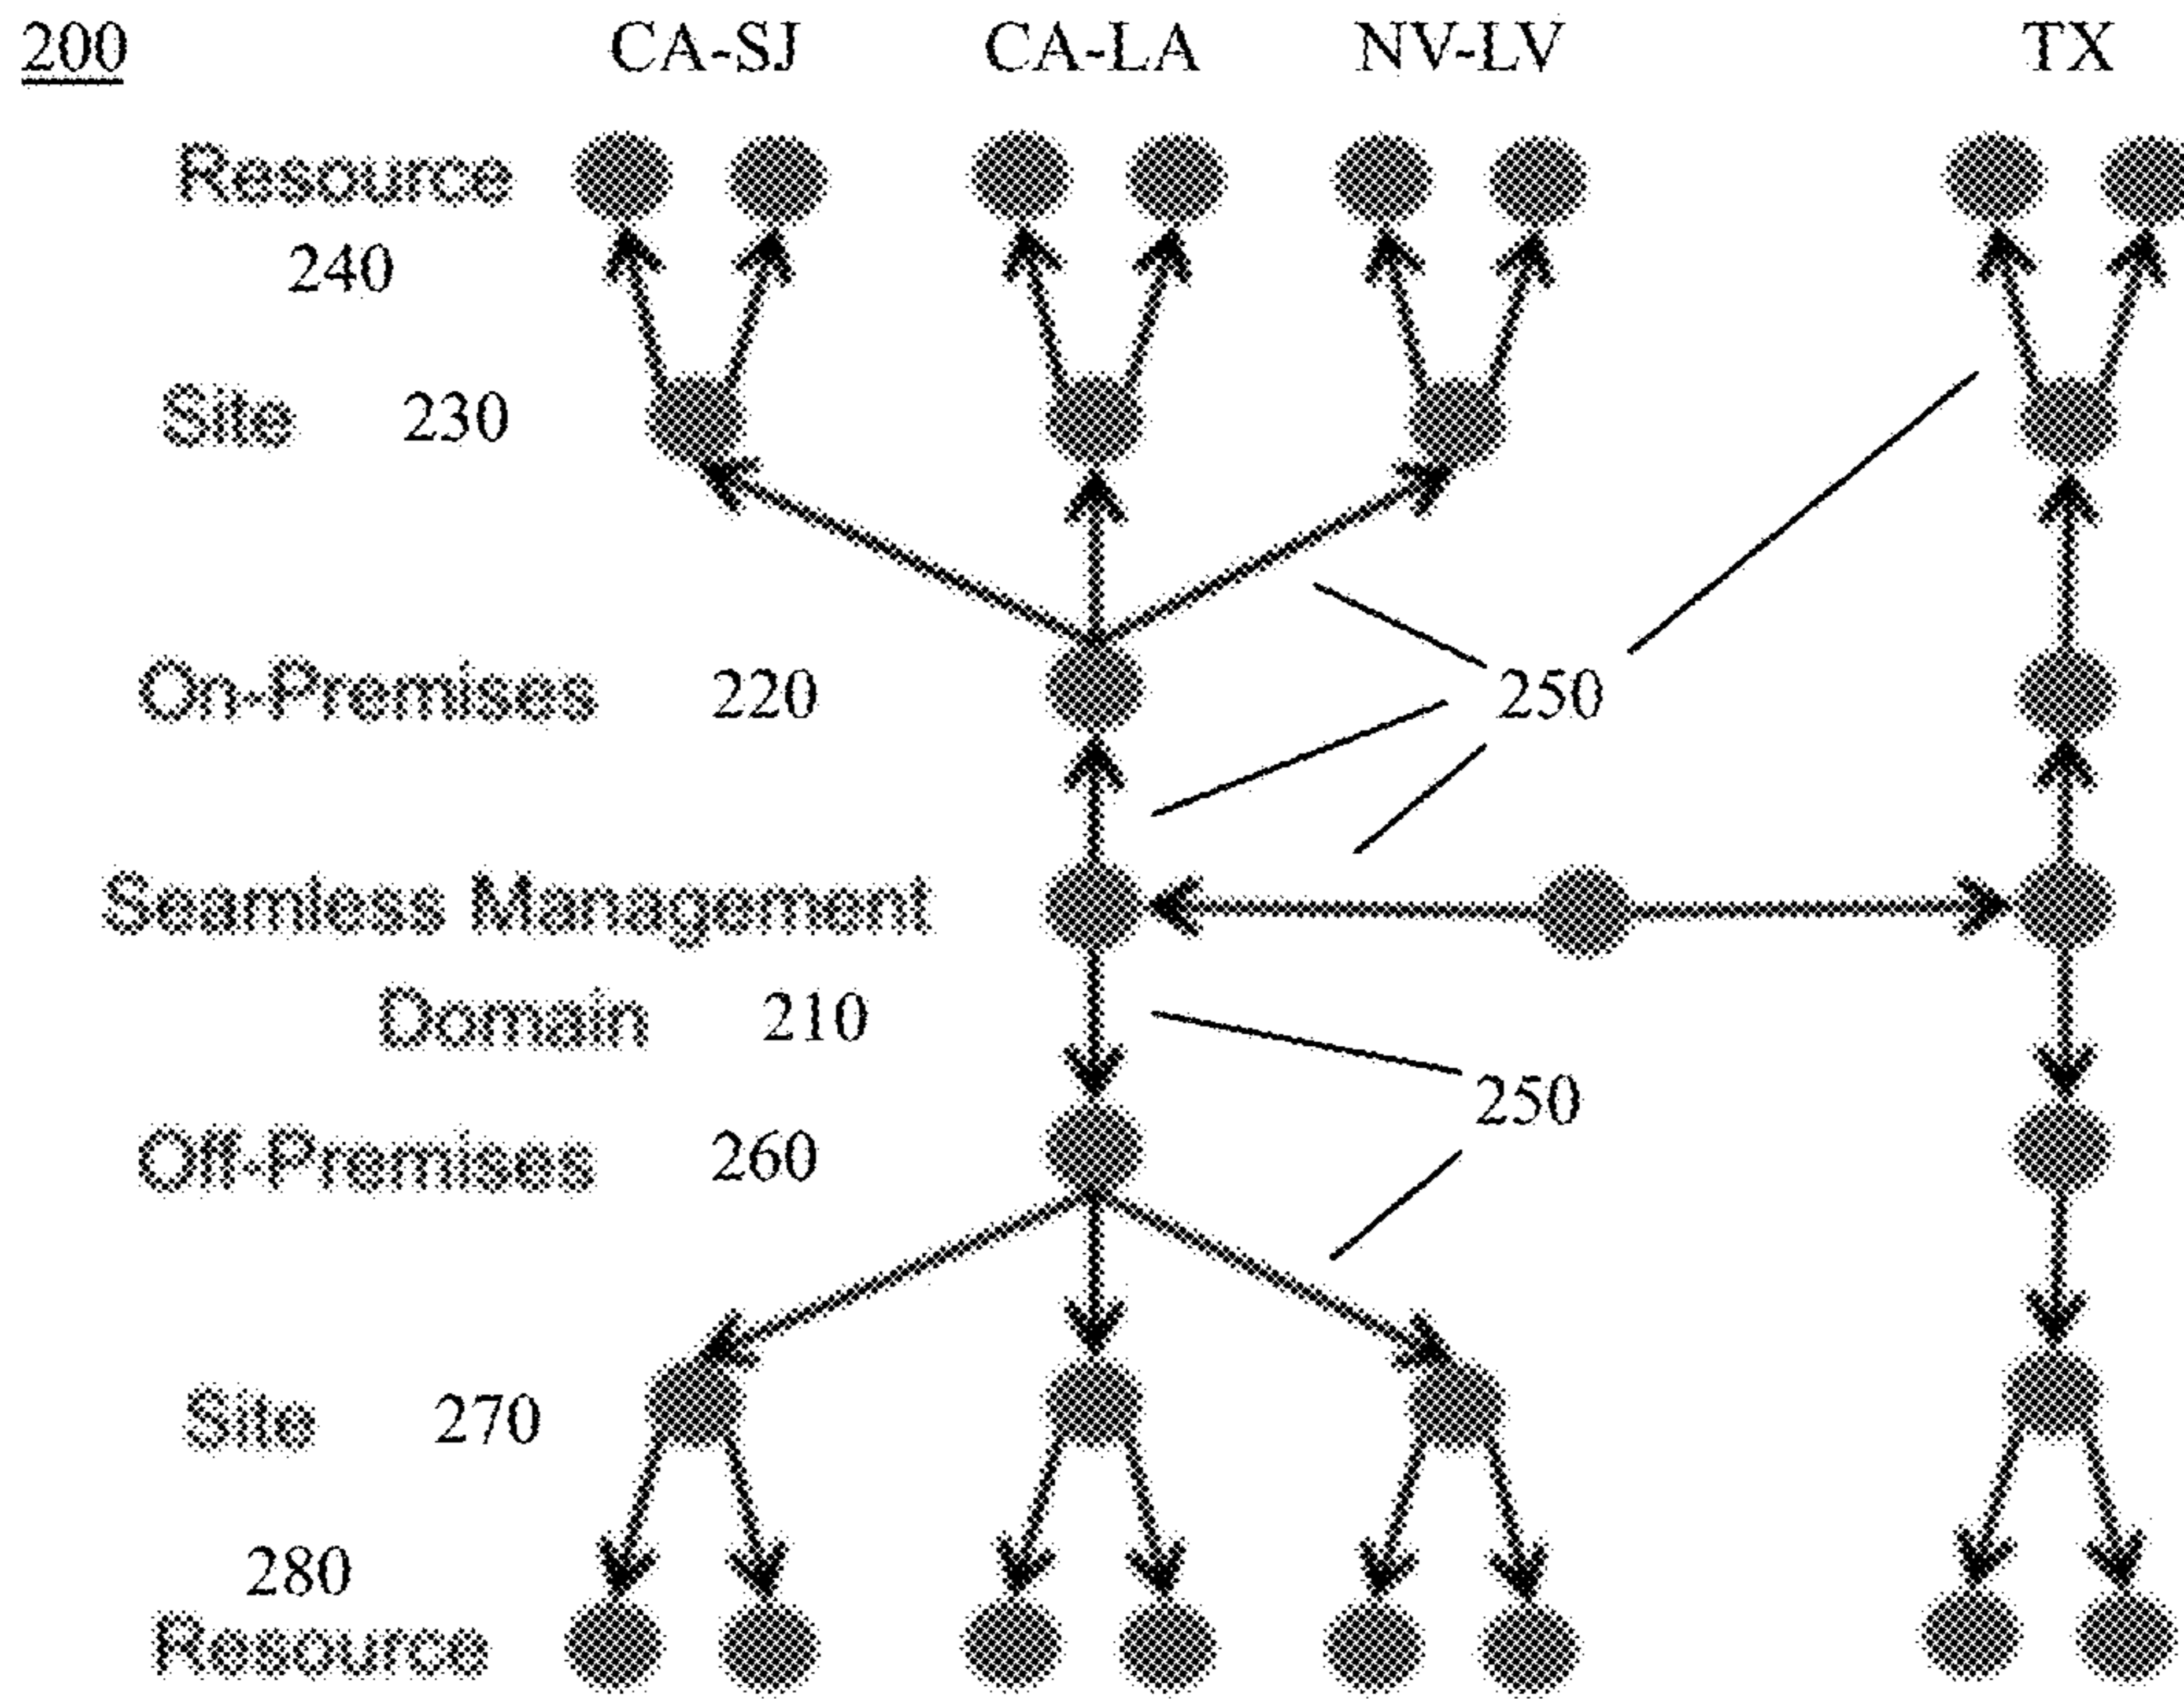 200 CA-SJ CA-LA NV-LV TX
Resource
240
Site 230
On-Premises 220 250
Seamless Management
Domain 210
250
Off-Premises 260
Site 270
280
Resource